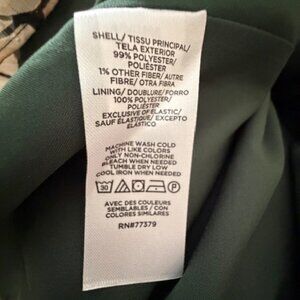 SHELL/ TISSU PRINCIPAL/
TELA EXTERIOR
99% POLYESTER/
POLIÉSTER
1% OTHER FIBER/ AUTRE
FIBRE/ OTRA FIBRA
LINING/ DOUBLURE/FORRO
100% POLYESTER/
POLIÉSTER
EXCLUSIVE OF ELASTIC/
SAUF ÉLASTIQUE/ EXCEPTO
ELÁSTICO
MACHINE WASH COLD
WITH LIKE COLORS
ONLY NON-CHLORINE
BLEACH WHEN NEEDED
TUMBLE DRY LOW
COOL IRON WHEN NEEDED
30 P
AVEC DES COULEURS
SEMBLABLES / CON
COLORES SIMILARES
RN#77379